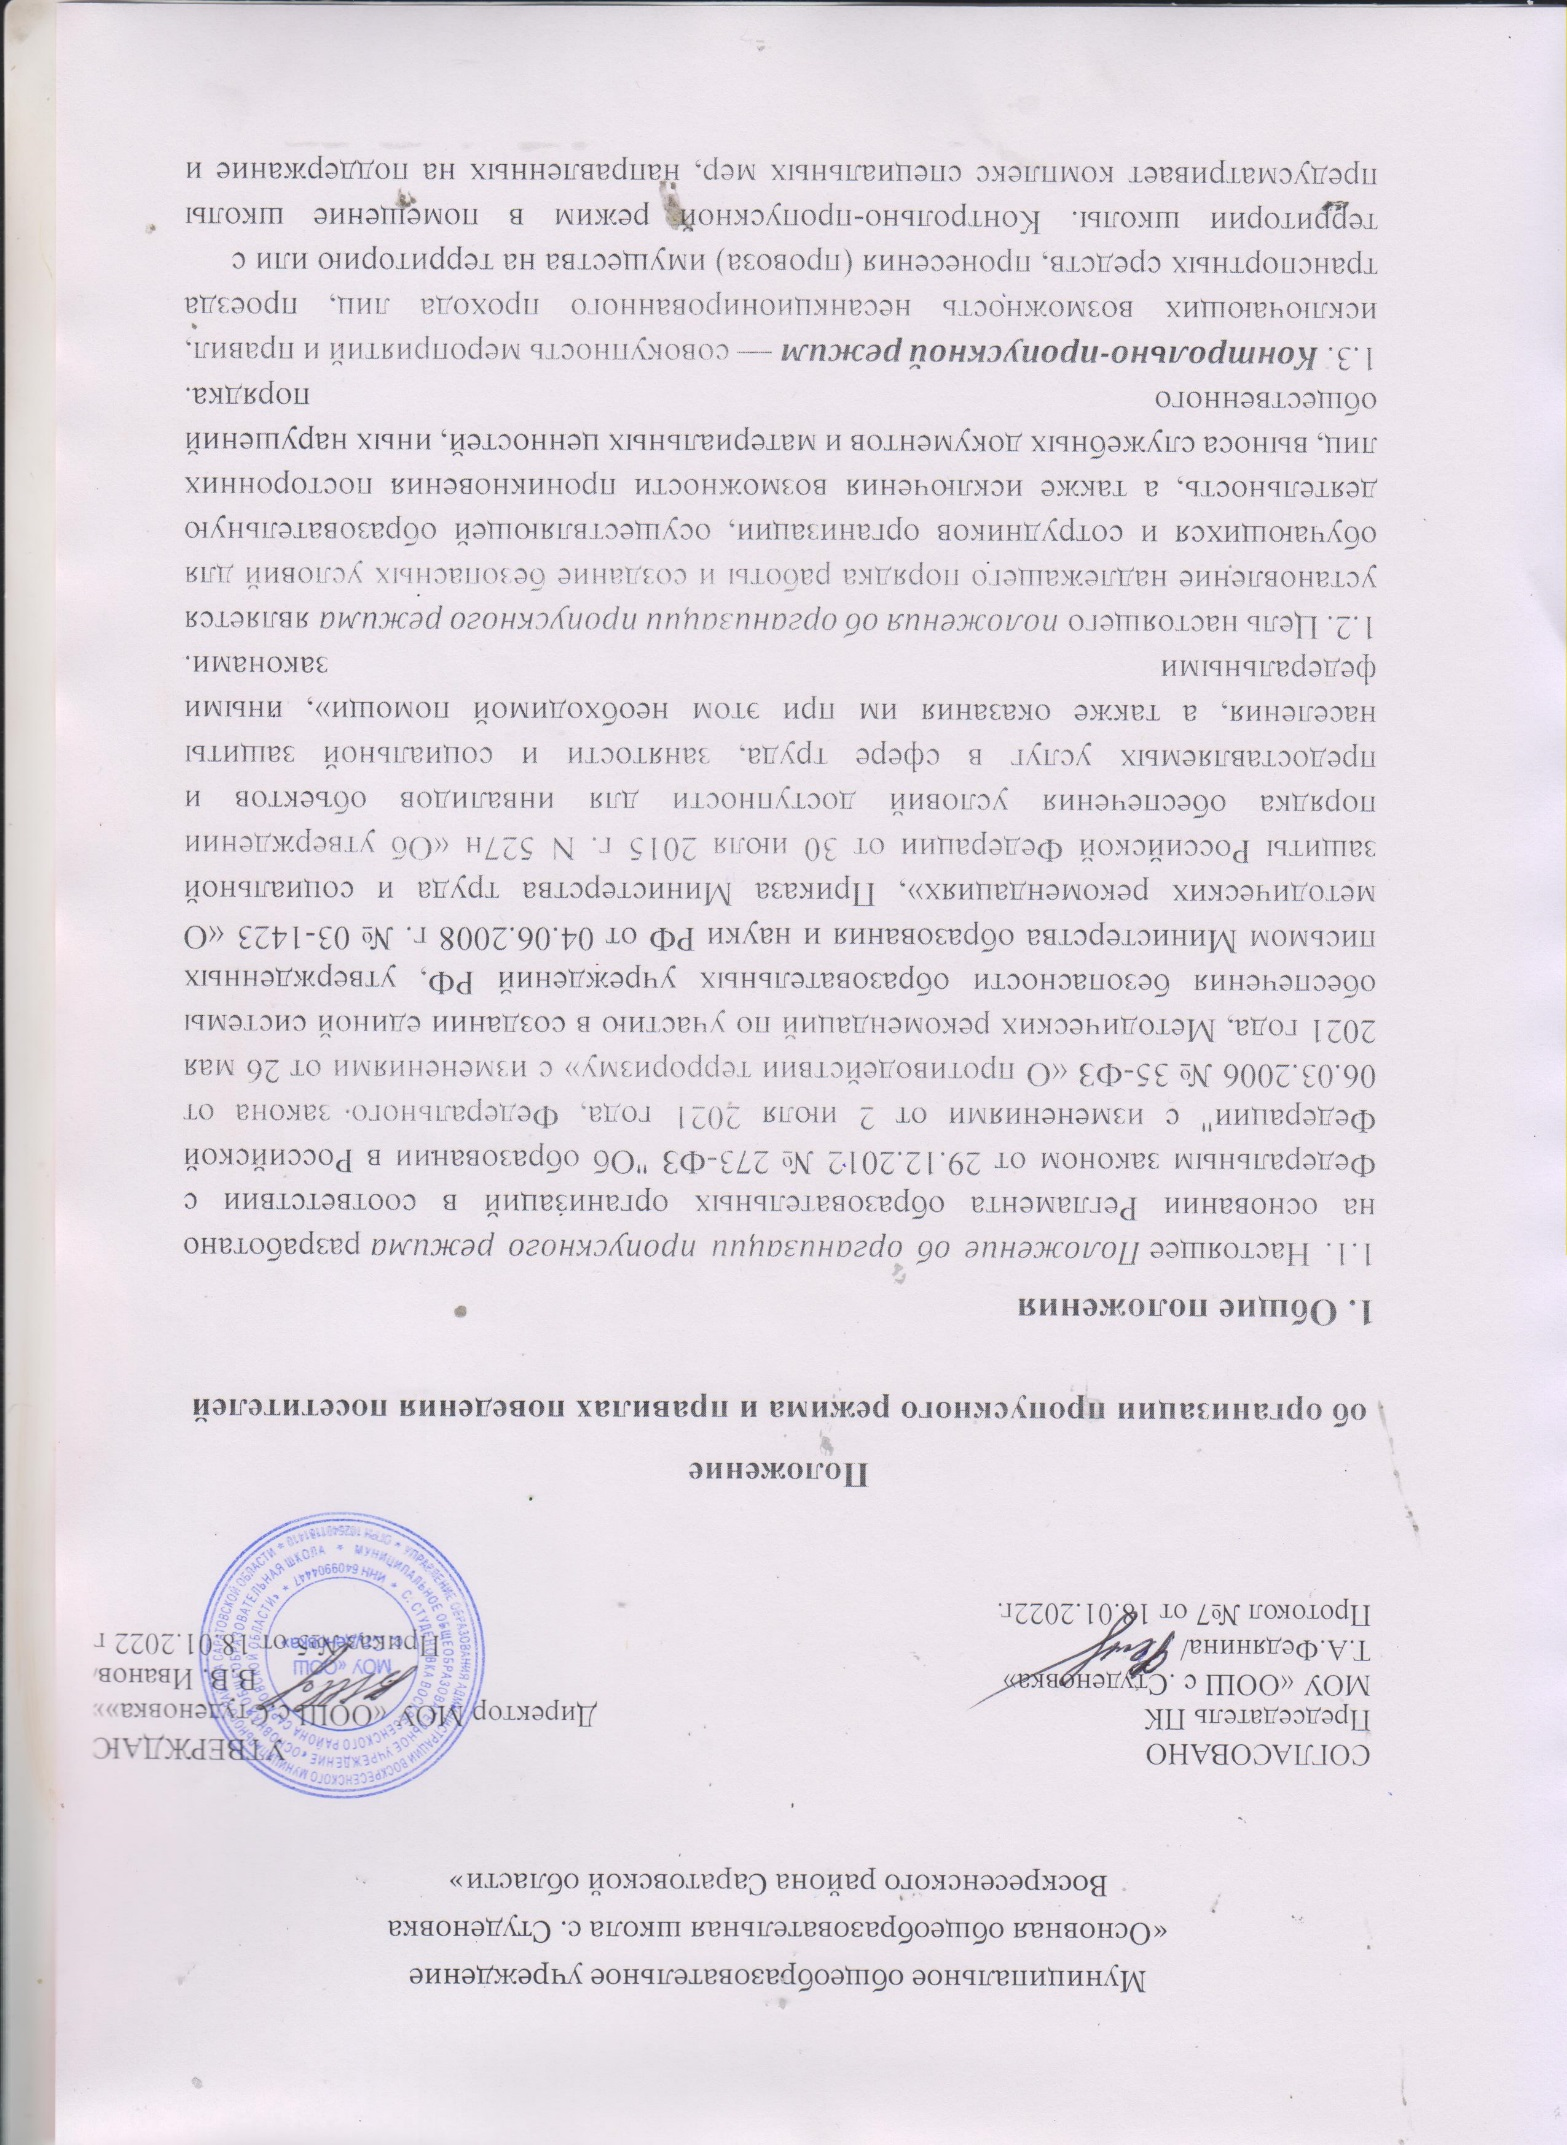 Муниципальное общеобразовательное учреждение
«Основная общеобразовательная школа с. Студеновка
Воскресенского района Саратовской области»
СОГЛАСОВАНО
Председатель ПК
МОУ «ООШ с .Студеновка»
Т.А.Федянина/
Протокол №7 от 18.01.2022г.
УТВЕРЖДАЮ
Директор МОУ «ООШ с.Студеновка»
В.В. Иванов
Приказ №5 от 18.01.2022 г
Положение
об организации пропускного режима и правилах поведения посетителей
1. Общие положения
1.1. Настоящее Положение об организации пропускного режима разработано
на основании Регламента образовательных организаций в соответствии с
Федеральным законом от 29.12.2012 № 273-ФЗ "Об образовании в Российской
Федерации" с изменениями от 2 июля 2021 года, Федерального закона от
06.03.2006 № 35-ФЗ «О противодействии терроризму» с изменениями от 26 мая
2021 года, Методических рекомендаций по участию в создании единой системы
обеспечения безопасности образовательных учреждений РФ, утвержденных
письмом Министерства образования и науки РФ от 04.06.2008 г. № 03-1423 «О
методических рекомендациях», Приказа Министерства труда и социальной
защиты Российской Федерации от 30 июля 2015 г. N 527н «Об утверждении
порядка обеспечения условий доступности для инвалидов объектов и
предоставляемых услуг в сфере труда, занятости и социальной защиты
населения, а также оказания им при этом необходимой помощи», иными
федеральными законами.
1.2. Цель настоящего положения об организации пропускного режима является
установление надлежащего порядка работы и создание безопасных условий для
обучающихся и сотрудников организации, осуществляющей образовательную
деятельность, а также исключения возможности проникновения посторонних
лиц, выноса служебных документов и материальных ценностей, иных нарушений
общественного порядка.
1.3. Контрольно-пропускной режим — совокупность мероприятий и правил,
исключающих возможность несанкционированного прохода лиц, проезда
транспортных средств, пронесения (провоза) имущества на территорию или с
территории школы. Контрольно-пропускной режим в помещение школы
предусматривает комплекс специальных мер, направленных на поддержание и